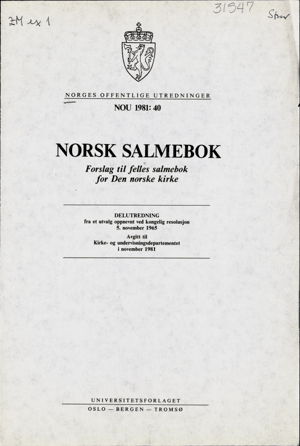 2M ex 1
31547
NORGES OFFENTLIGE UTREDNINGER
NOU 1981: 40
NORSK SALMEBOK
Forslag til felles salmebok
for Den norske kirke
DELUTREDNING
fra et utvalg oppnevnt ved kongelig resolusjon
5. november 1965
Avgitt til
Kirke- og undervisningsdepartementet
i november 1981
UNIVERSITETSFORLAGET
OSLO — BERGEN — TROMSØ